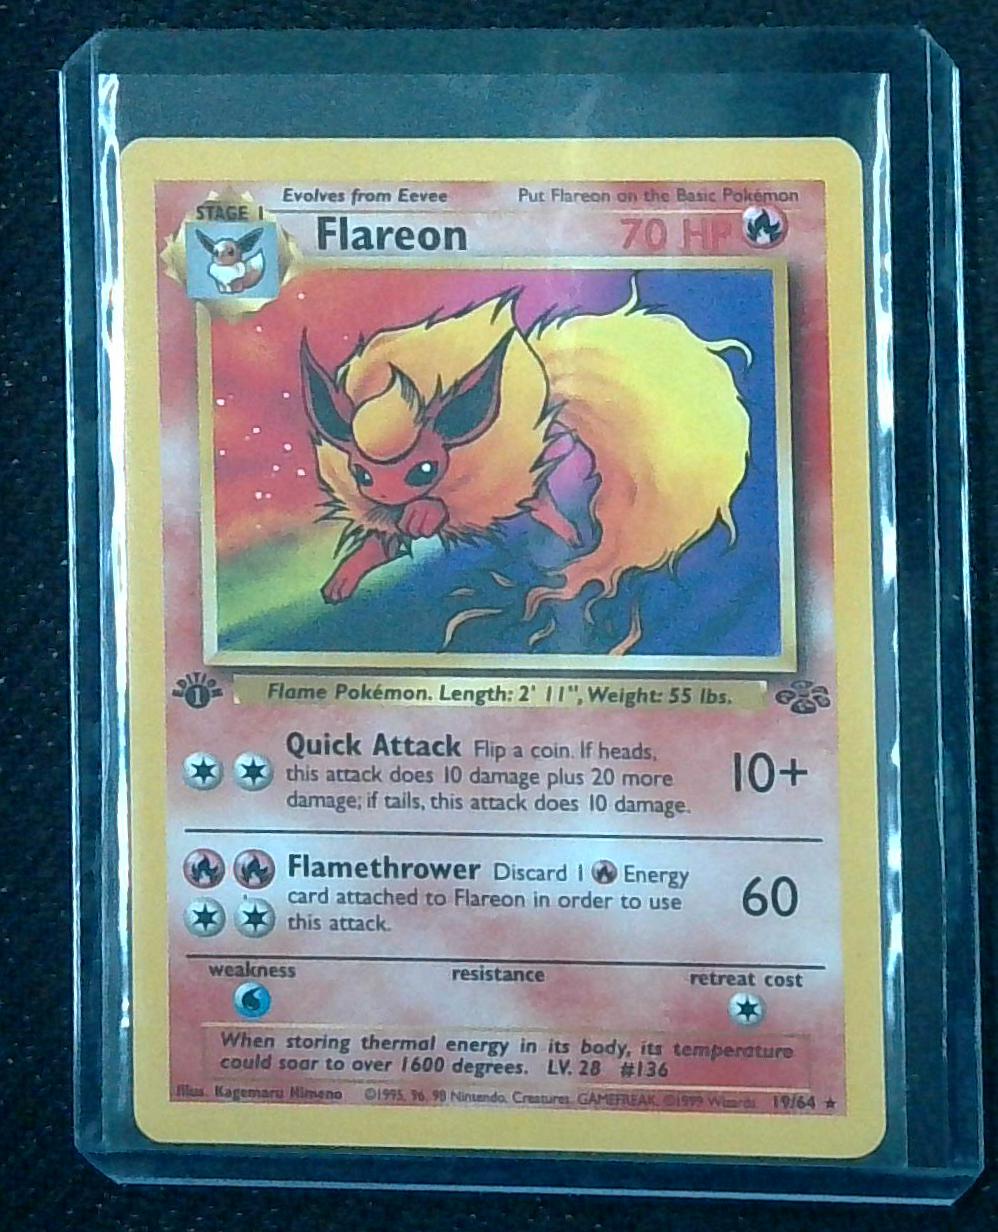 Evolves from Eevee Put Flareon on the Basic Pokémon
STAGE 1
Flareon 70 HP
EDITION
1
Flame Pokémon. Length: 2' 11", Weight: 55 lbs.
Quick Attack Flip a coin. If heads,
this attack does 10 damage plus 20 more
damage; if tails, this attack does 10 damage.
10+
Flamethrower Discard 1 Energy
card attached to Flareon in order to use
this attack.
60
weakness resistance retreat cost
When storing thermal energy in its body, its temperature
could soar to over 1600 degrees. LV. 28 #136
Illus. Kagemaru Himeno ©1995, 96, 98 Nintendo, Creatures, GAMEFREAK. ©1999 Wizards. 19/64 ★